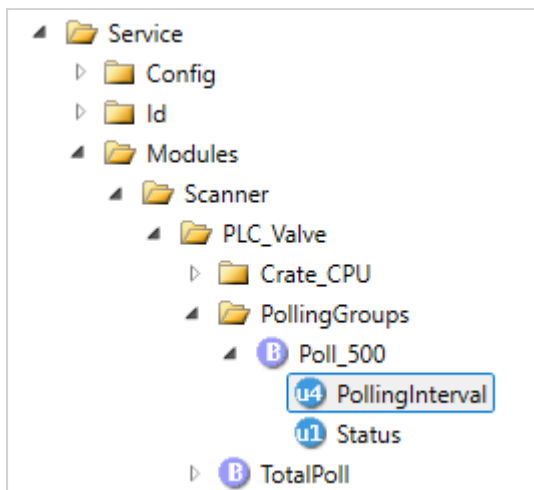 Service
Config
Id
Modules
Scanner
PLC_Valve
Crate_CPU
PollingGroups
B Poll_500
u4 PollingInterval
u1 Status
B TotalPoll